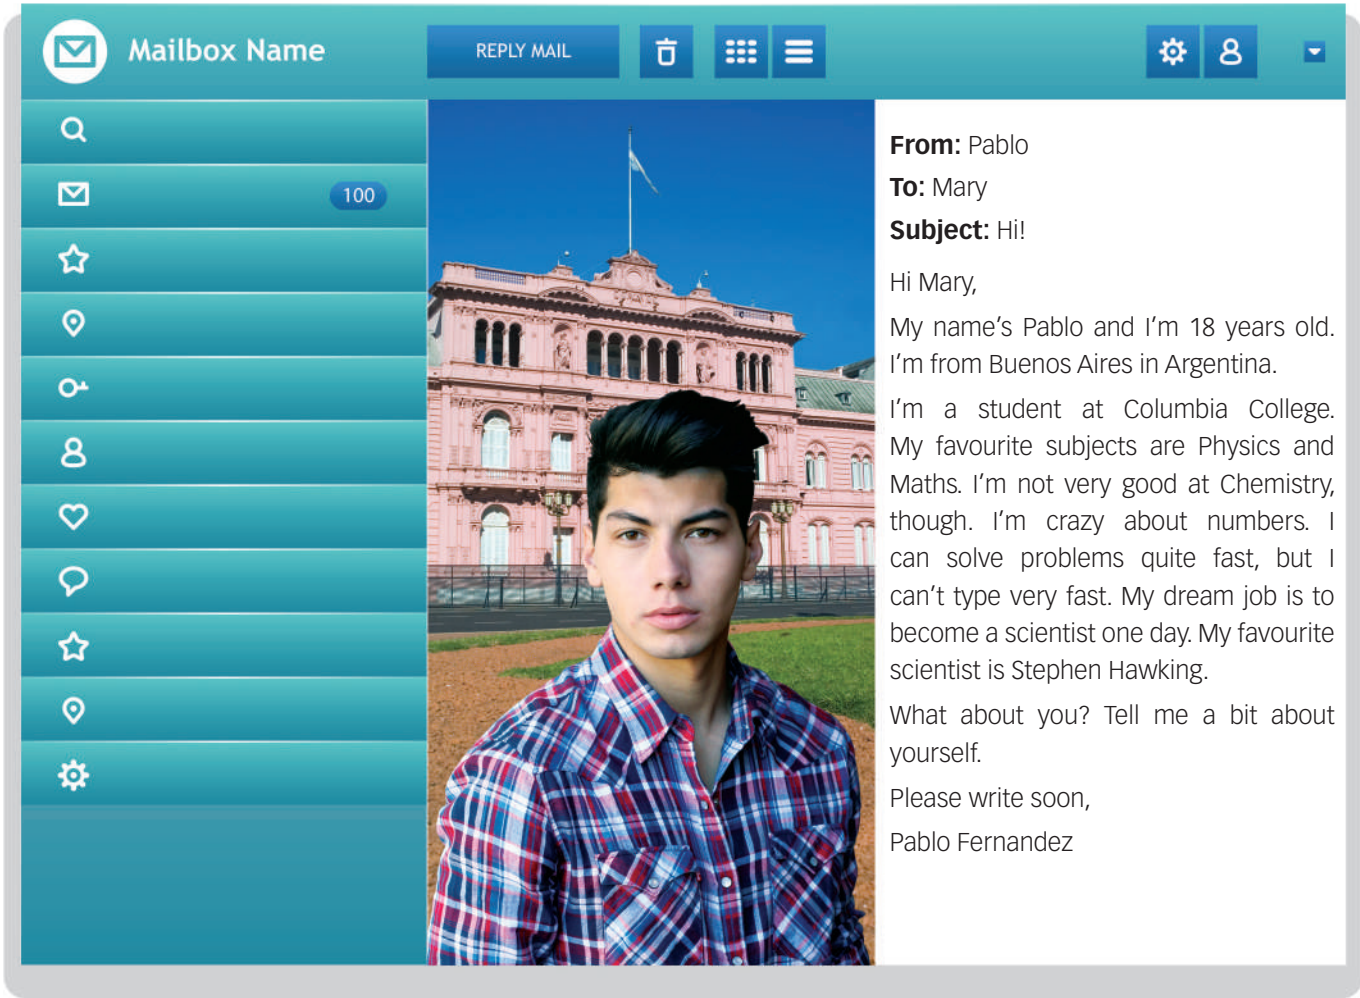 Mailbox Name
REPLY MAIL
100
From: Pablo
To: Mary
Subject: Hi!
Hi Mary,
My name's Pablo and I'm 18 years old.
I'm from Buenos Aires in Argentina.
I'm a student at Columbia College.
My favourite subjects are Physics and
Maths. I'm not very good at Chemistry,
though. I'm crazy about numbers. I
can solve problems quite fast, but I
can't type very fast. My dream job is to
become a scientist one day. My favourite
scientist is Stephen Hawking.
What about you? Tell me a bit about
yourself.
Please write soon,
Pablo Fernandez